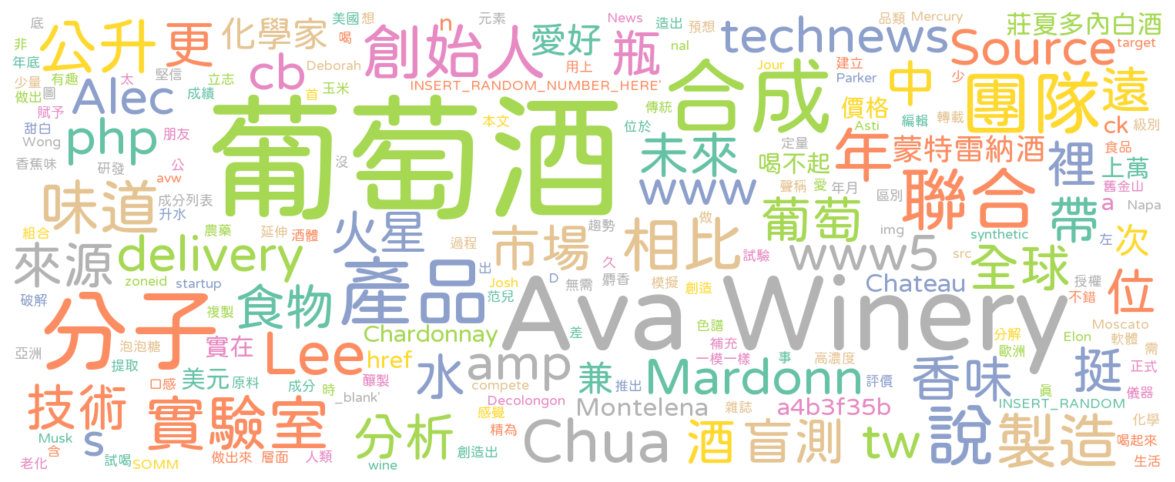 底 非 公升 更 化學家 cb n 創始人 想 元素 愛好 News 瓶 造出 預想 technews 品類 Mercury 莊夏多內白酒
年底 少量 有趣 立志 美國 喝 Deborah 用上 nal Jour 建立 Source target
做出 堅信 圖 成績 玉米 INSERT_RANDOM_NUMBER_HERE' 合成 Parker 中 少 團隊 遠
賦予 Alec 太 首 本文 傳統 價格 轉載 級別 ck
甜白 Wong php 朋友 葡萄酒 位於 未來 定量 Asti 編輯 年 蒙特雷納酒 裡 食品 上萬
香蕉味 研發 公 沒 喝不起 舊金山
味道 avw 成分列表 升水 www 聲稱 愛 年月 聯合 a Napa
組合 農藥 延伸 酒體 火星 趨勢 市場 相比 做 葡萄 區別 synthetic 帶 左 次
來源 delivery 過程 出 久 試驗 www5 img src 全球 授權 位
破解 zoneid startup 複製 食物 產品 Josh D 無需 麝香 模擬 創造 Chateau 不錯
分子 范兒 Ava Winery 色譜 分解 Elon Moscato 需
亞洲 泡泡糖 實在 Chardonnay 差 補充 事 高濃度 歐洲 軟體 正式
提取 Lee href 水 amp 兼 一模一樣 Mardonn 香味 挺 儀器
技術 口感 美元 原料 成分 時 釀製 compete 推出 評價
實驗室 _blank' Decolongon Montelena 雜誌 a4b3f35b INSERT_RANDOM 化學
Musk s 含 分析 感覺 精為 Chua 酒 盲測 tw 說 製造 喝起來
老化 試喝 SOMM 做出來 層面 人類 wine 創造出 生活